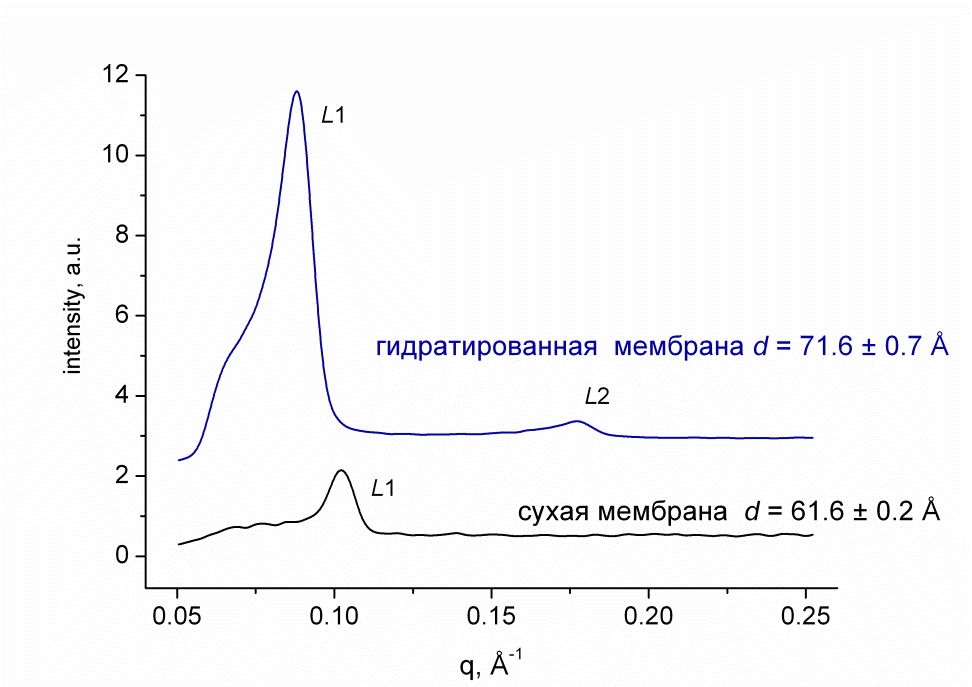 12
L1
10
8
6
гидратированная мембрана d = 71.6 ± 0.7 Å
4
L2
2
L1
сухая мембрана d = 61.6 ± 0.2 Å
0
intensity, a.u.
0.05 0.10 0.15 0.20 0.25
q, Å-1